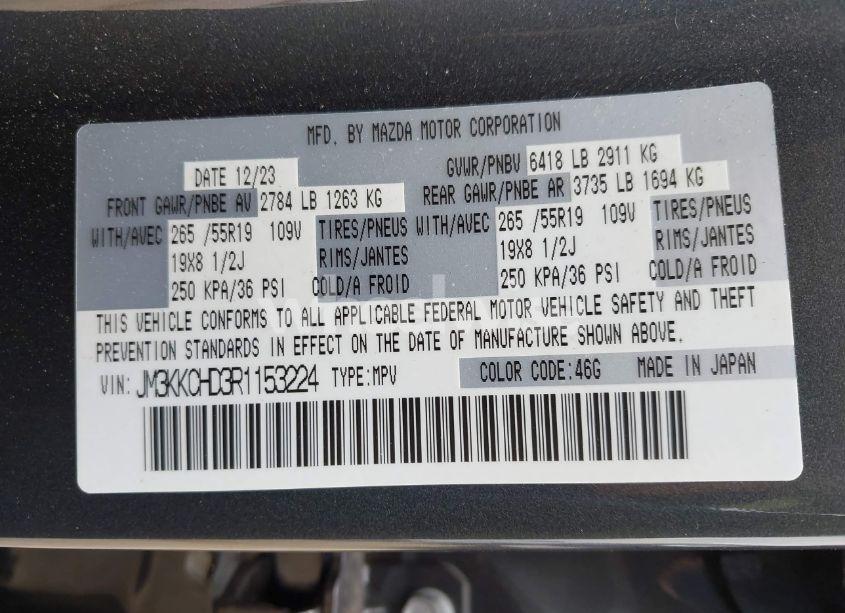 MFD. BY MAZDA MOTOR CORPORATION
DATE 12/23 GVWR/PNBV 6418 LB 2911 KG
FRONT GAWR/PNBE AV 2784 LB 1263 KG REAR GAWR/PNBE AR 3735 LB 1694 KG
WITH/AVEC 265 /55R19 109V TIRES/PNEUS WITH/AVEC 265 /55R19 109V TIRES/PNEUS
19X8 1/2J RIMS/JANTES 19X8 1/2J RIMS/JANTES
250 KPA/36 PSI COLD/A FROID 250 KPA/36 PSI COLD/A FROID
THIS VEHICLE CONFORMS TO ALL APPLICABLE FEDERAL MOTOR VEHICLE SAFETY AND THEFT
PREVENTION STANDARDS IN EFFECT ON THE DATE OF MANUFACTURE SHOWN ABOVE.
VIN: JM3KKCHD3R1153224 TYPE:MPV COLOR CODE:46G MADE IN JAPAN